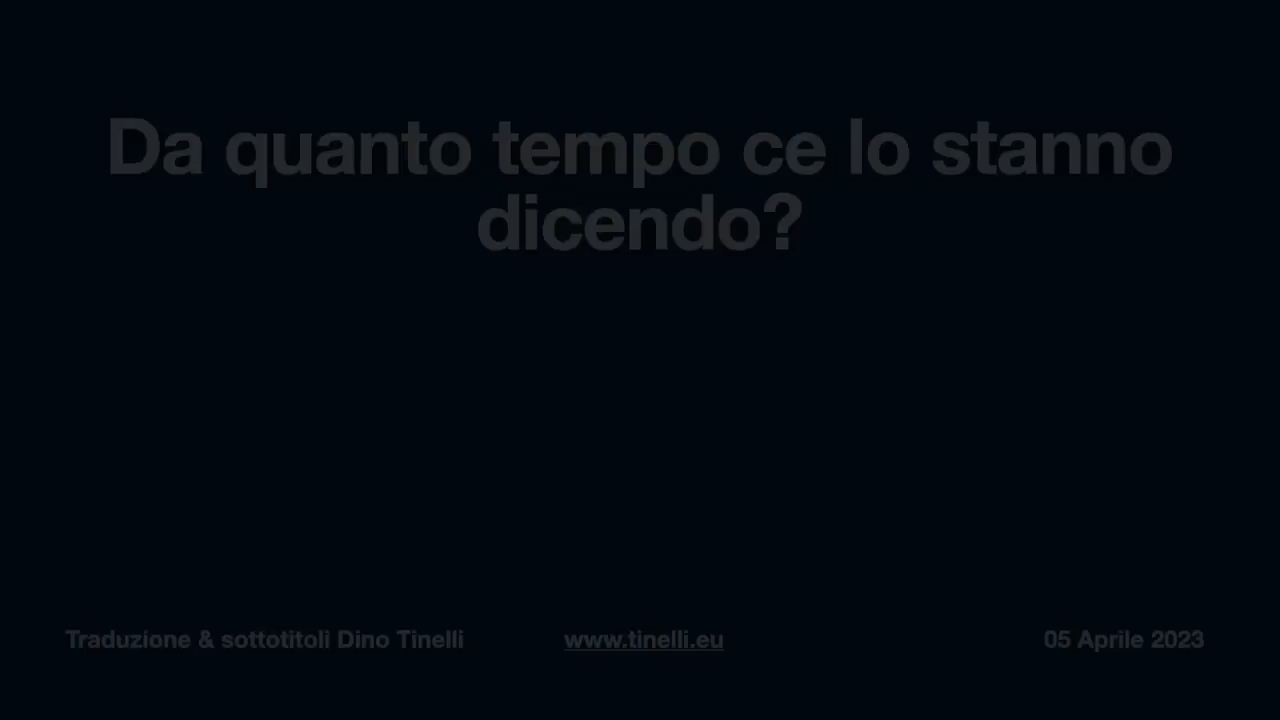 Da quanto tempo ce lo stanno
dicendo?
Traduzione & sottotitoli Dino Tinelli
www.tinelli.eu
05 Aprile 2023